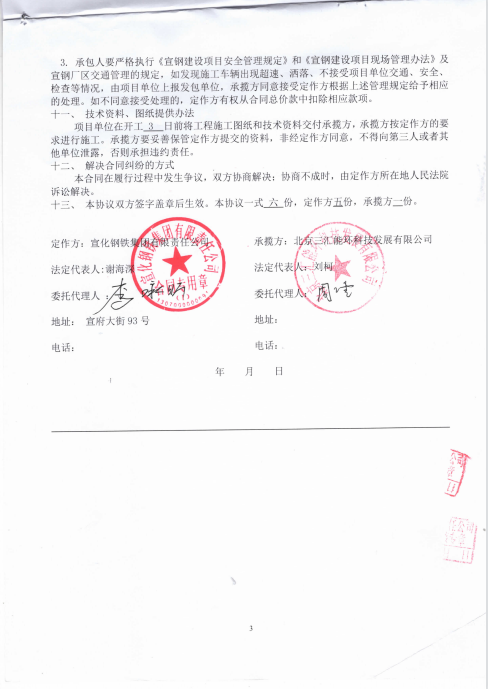 3. 承包人要严格执行《宣钢建设项目安全管理规定》和《宣钢建设项目现场管理办法》及
宣钢厂区交通管理的规定，如发现施工车辆出现超速、洒落、不接受项目单位交通、安全、
检查等情况，由项目单位上报发包单位，承揽方同意接受定作方根据上述管理规定给予相应
的处理。如不同意接受处理的，定作方有权从合同总价款中扣除相应款项。
十一、 技术资料、图纸提供办法
项目单位在开工 3 日前将工程施工图纸和技术资料交付承揽方，承揽方按定作方的要
求进行施工。承揽方要妥善保管定作方提交的资料，非经定作方同意，不得向第三人或者其
他单位泄露，否则承担违约责任。
十二、 解决合同纠纷的方式
本合同在履行过程中发生争议，双方协商解决；协商不成时，由定作方所在地人民法院
诉讼解决。
十三、 本协议双方签字盖章后生效。本协议一式 六 份，定作方五份，承揽方一份。
定作方：宣化钢铁集团有限责任公司 承揽方：北京三汇能环科技发展有限公司
法定代表人:谢海深 法定代表人:刘柯
委托代理人： 委托代理人:
地址： 宣府大街 93 号 地址：
电话： 电话：
年 月 日
宣化钢铁集团有限责任公司
合同专用章
3